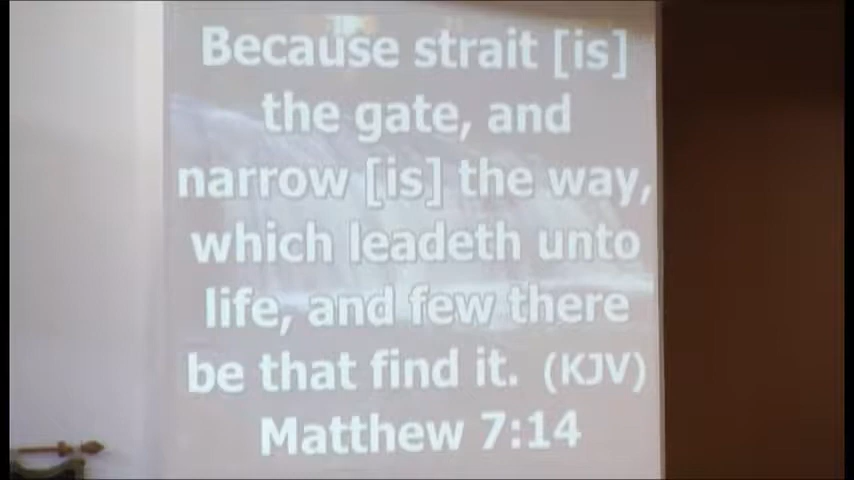 Because strait [is]
the gate, and
narrow [is] the way,
which leadeth unto
life, and few there
be that find it. (KJV)
Matthew 7:14